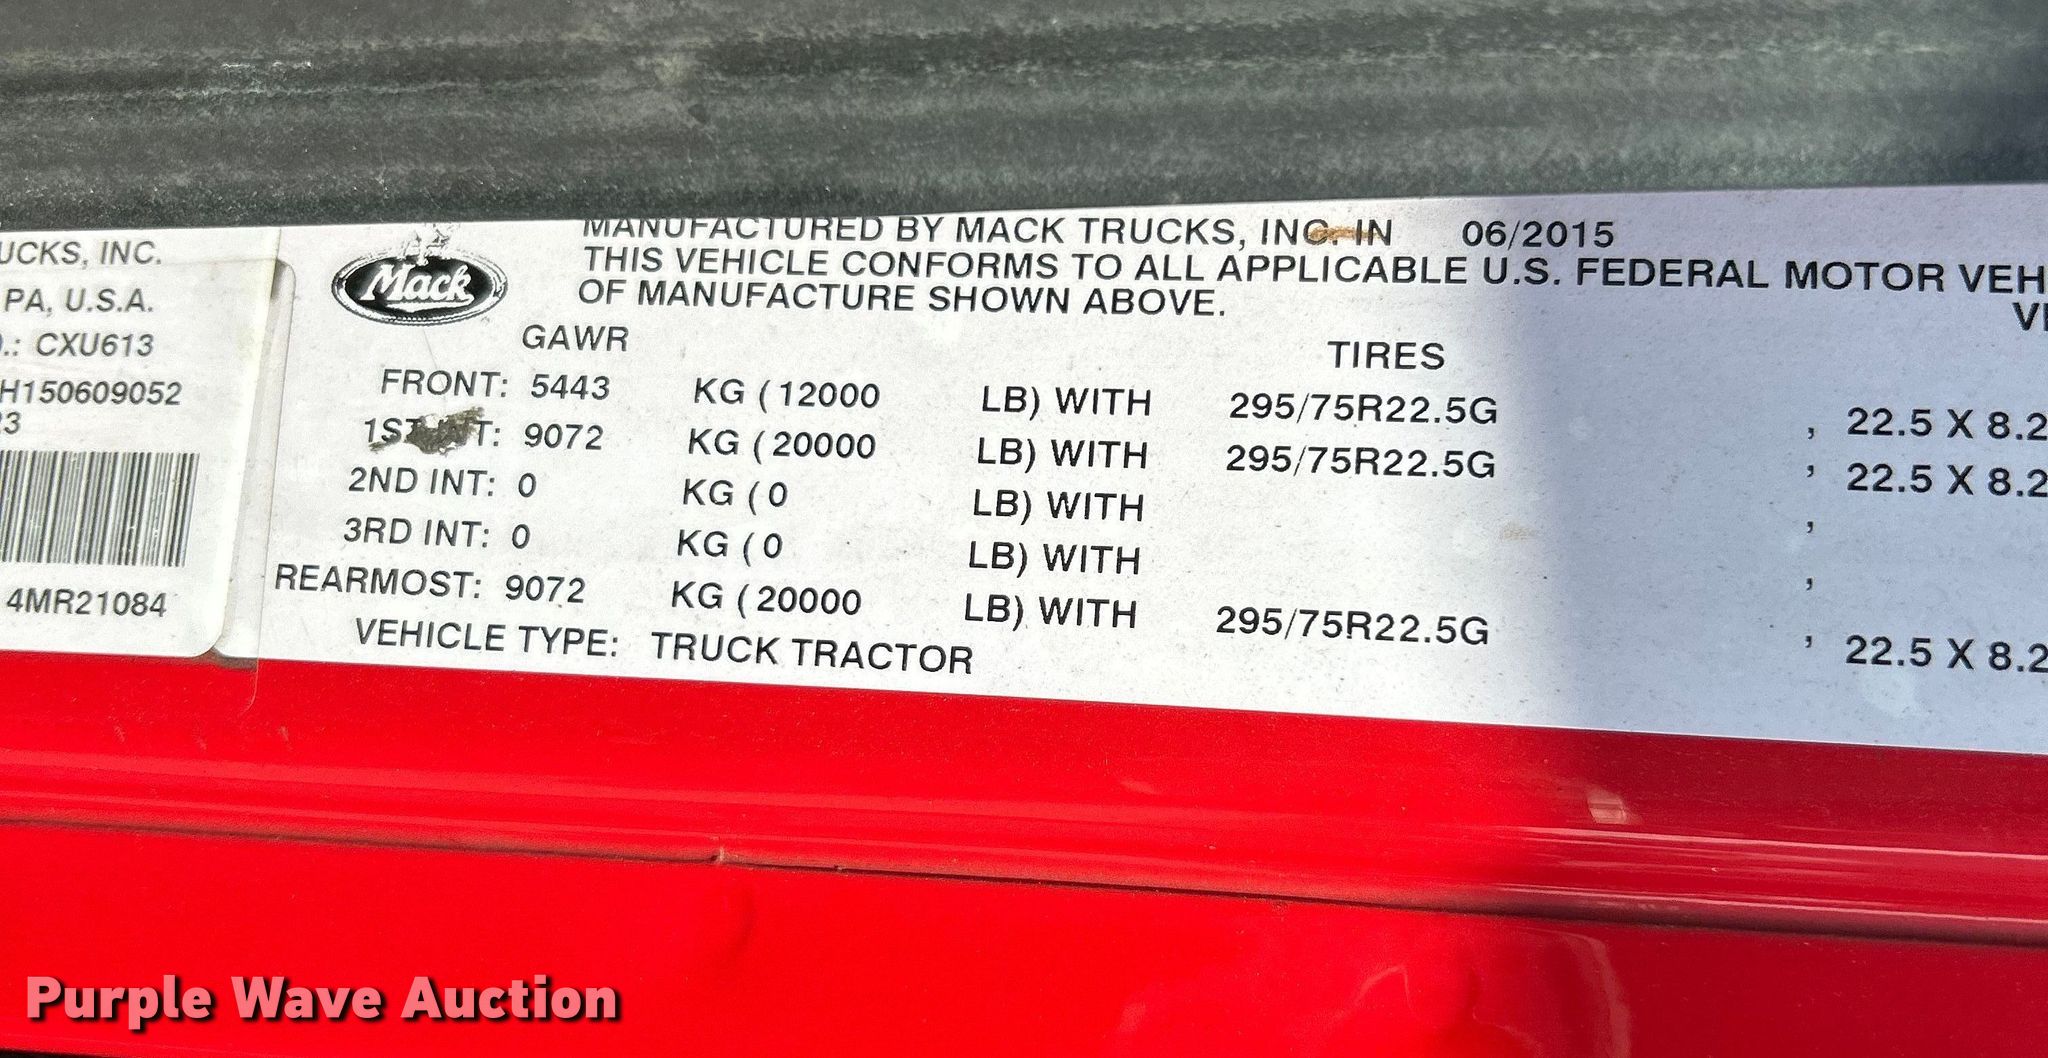 UCKS, INC.
PA, U.S.A.
.: CXU613
H150609052
23
4MR21084
Mack
MANUFACTURED BY MACK TRUCKS, INC. IN 06/2015
THIS VEHICLE CONFORMS TO ALL APPLICABLE U.S. FEDERAL MOTOR VEH
OF MANUFACTURE SHOWN ABOVE.
GAWR TIRES
FRONT: 5443 KG (12000 LB) WITH 295/75R22.5G , 22.5 X 8.2
1ST INT: 9072 KG (20000 LB) WITH 295/75R22.5G , 22.5 X 8.2
2ND INT: 0 KG (0 LB) WITH ,
3RD INT: 0 KG (0 LB) WITH ,
REARMOST: 9072 KG (20000 LB) WITH 295/75R22.5G , 22.5 X 8.2
VEHICLE TYPE: TRUCK TRACTOR
Purple Wave Auction